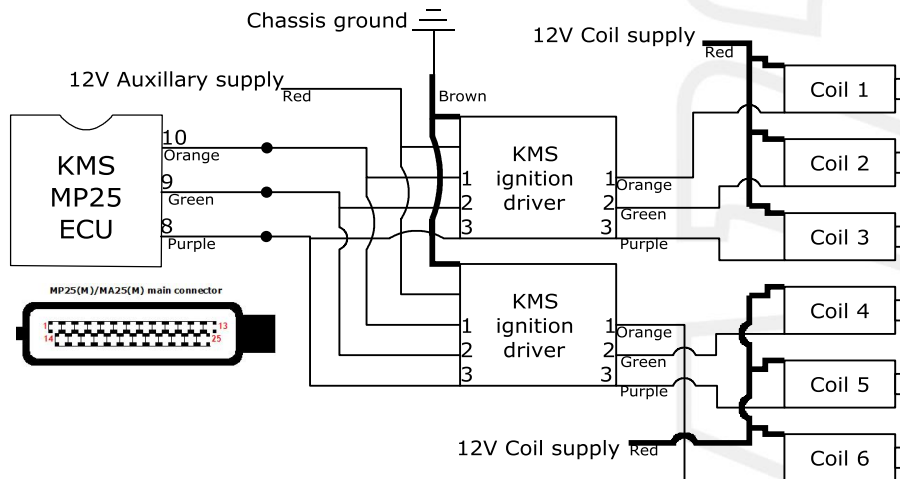 Chassis ground
12V Coil supply
Red
12V Auxillary supply
Red
Brown
Coil 1
KMS
MP25
ECU
10
Orange
9
Green
8
Purple
KMS
ignition
driver
1
2
3
1
Orange
2
Green
3
Purple
Coil 2
Coil 3
MP25(M)/MA25(M) main connector
1
13
14
25
KMS
ignition
driver
1
2
3
1
Orange
2
Green
3
Purple
Coil 4
Coil 5
12V Coil supply
Red
Coil 6